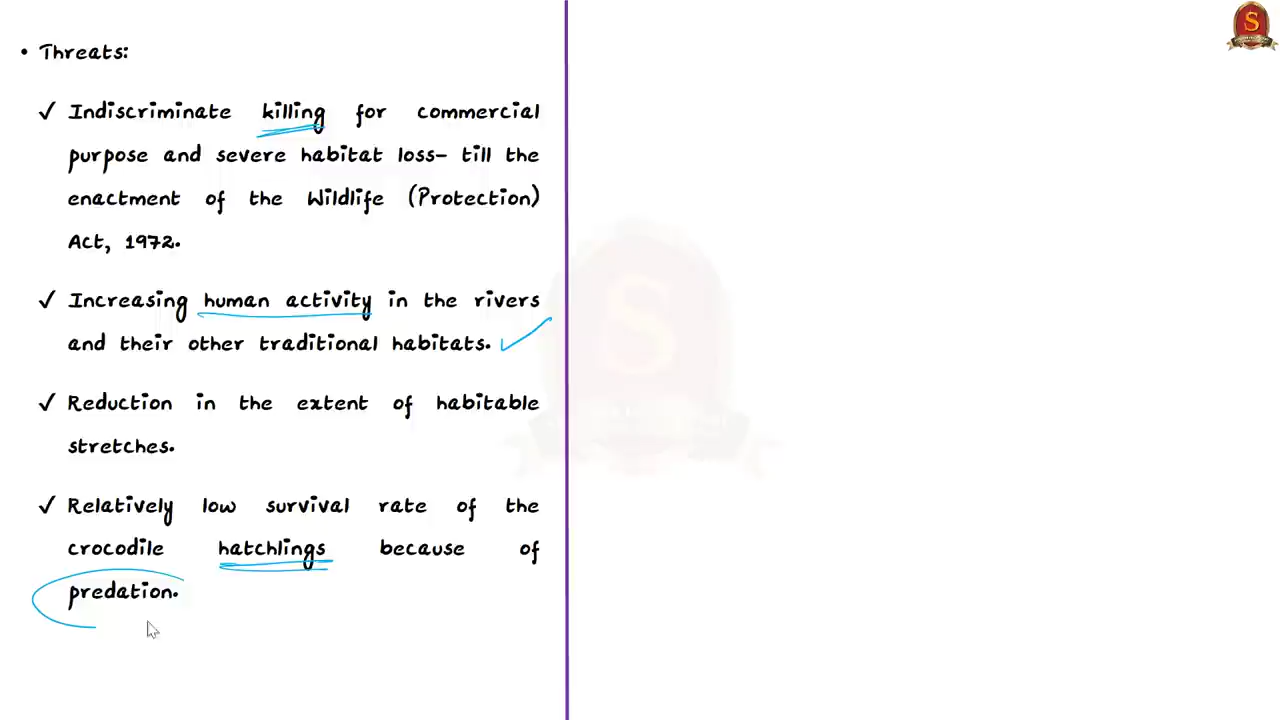 • Threats:
✓ Indiscriminate killing for commercial
purpose and severe habitat loss- till the
enactment of the Wildlife (Protection)
Act, 1972.
✓ Increasing human activity in the rivers
and their other traditional habitats.
✓ Reduction in the extent of habitable
stretches.
✓ Relatively low survival rate of the
crocodile hatchlings because of
predation.
S
S